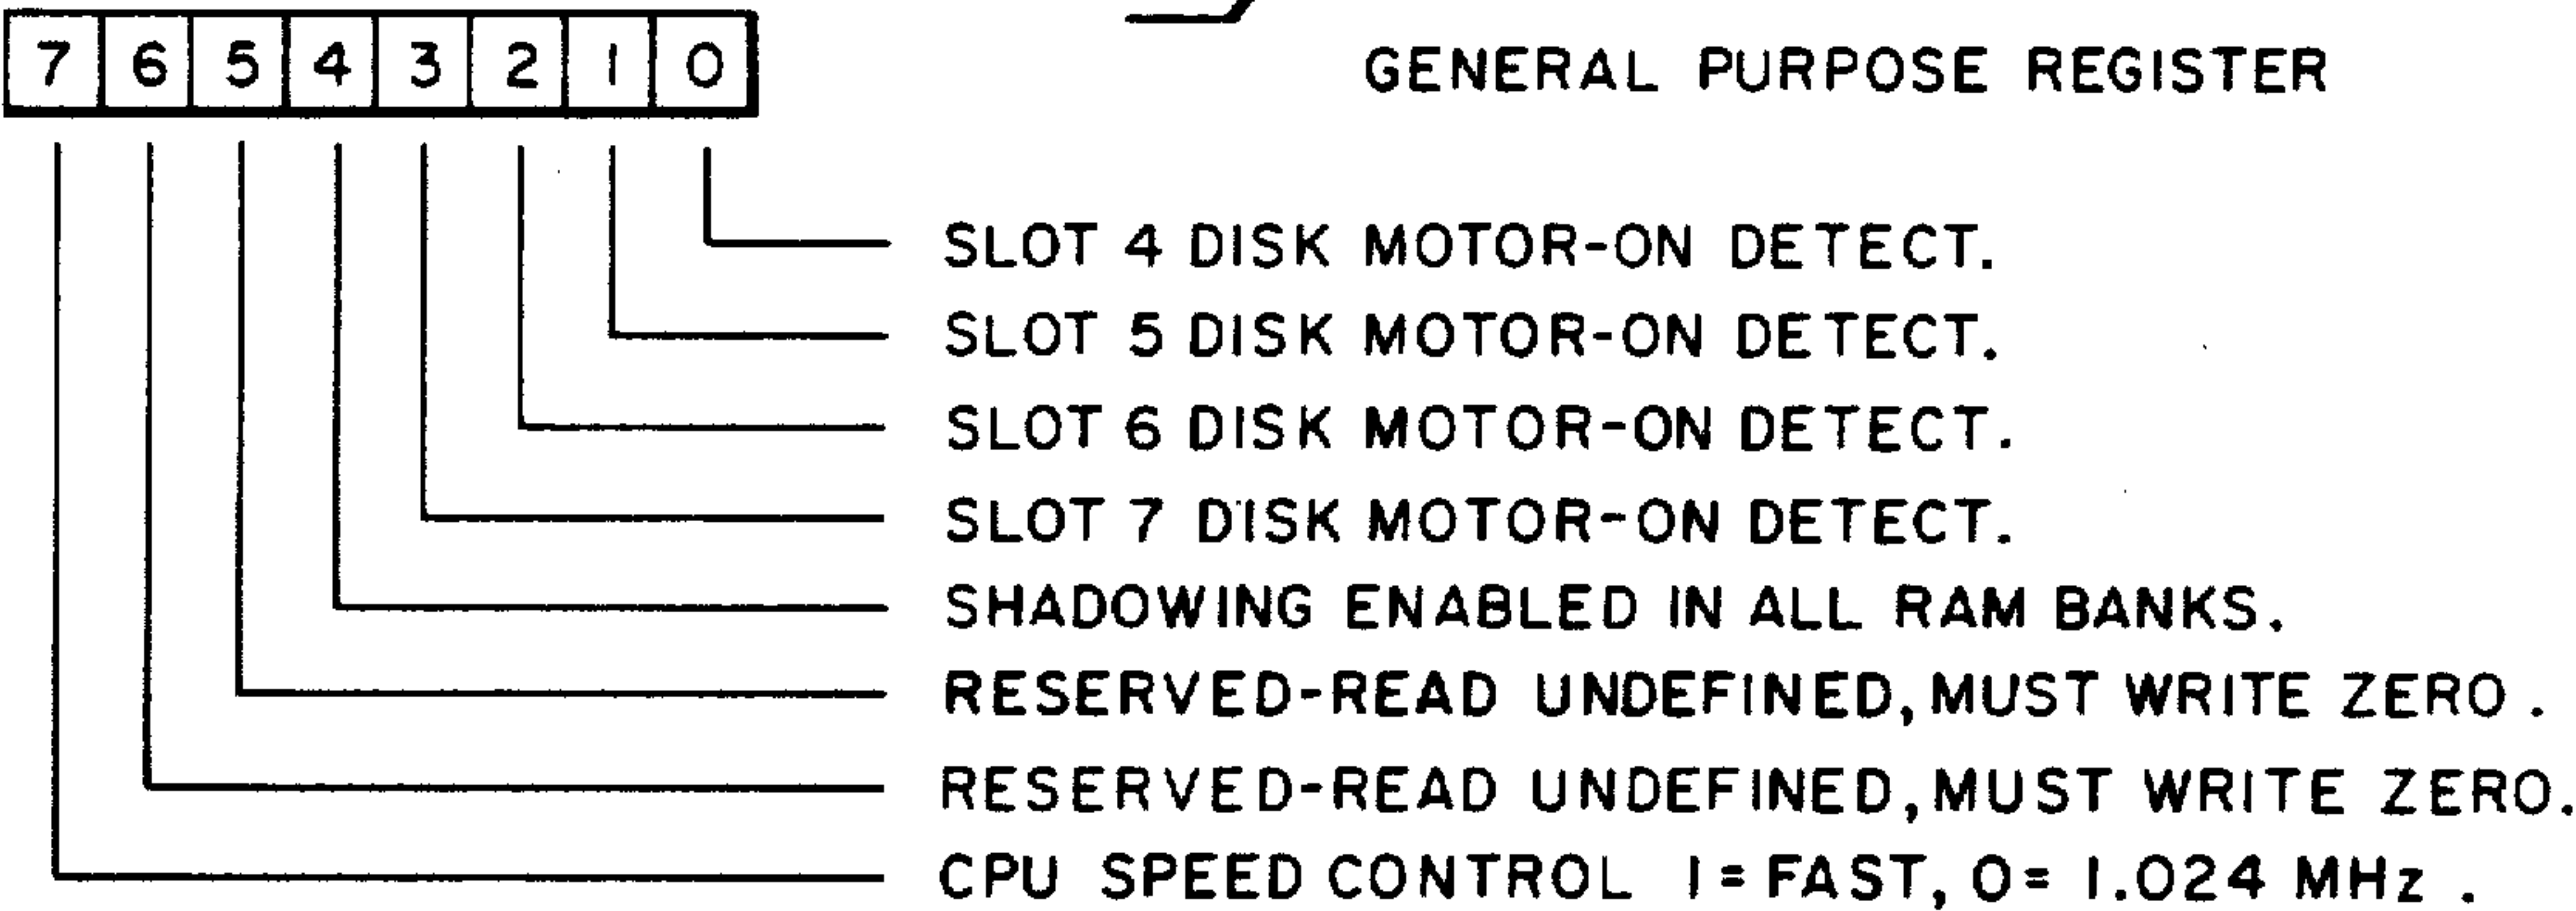 7 6 5 4 3 2 1 0
GENERAL PURPOSE REGISTER
SLOT 4 DISK MOTOR-ON DETECT.
SLOT 5 DISK MOTOR-ON DETECT.
SLOT 6 DISK MOTOR-ON DETECT.
SLOT 7 DISK MOTOR-ON DETECT.
SHADOWING ENABLED IN ALL RAM BANKS.
RESERVED-READ UNDEFINED, MUST WRITE ZERO.
RESERVED-READ UNDEFINED, MUST WRITE ZERO.
CPU SPEED CONTROL 1=FAST, 0= 1.024 MHz .